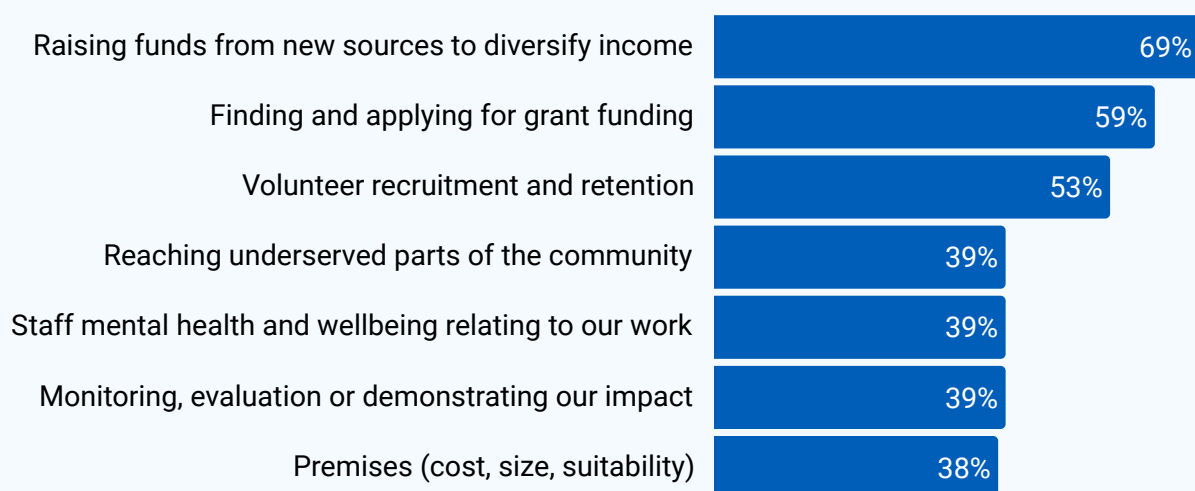 Raising funds from new sources to diversify income 69%
Finding and applying for grant funding 59%
Volunteer recruitment and retention 53%
Reaching underserved parts of the community 39%
Staff mental health and wellbeing relating to our work 39%
Monitoring, evaluation or demonstrating our impact 39%
Premises (cost, size, suitability) 38%